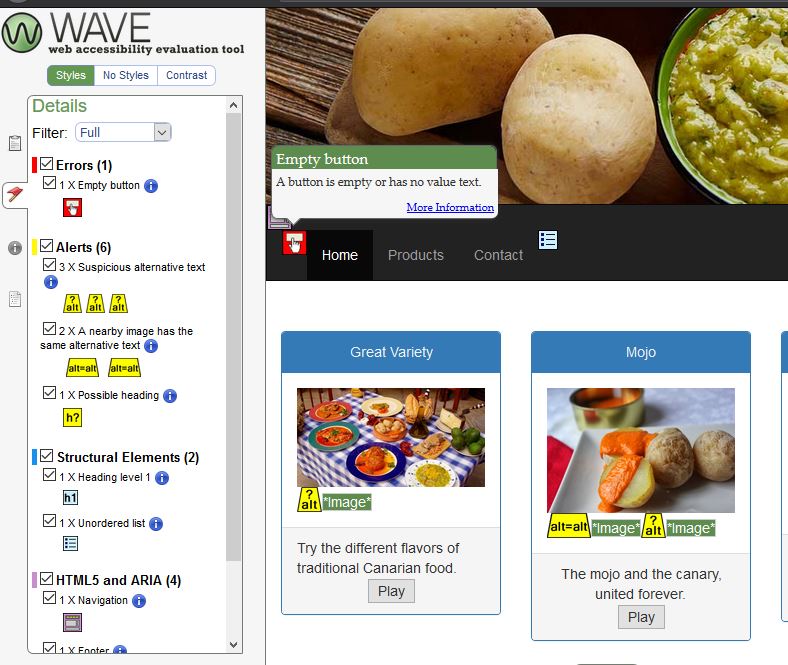 WAVE
web accessibility evaluation tool
Styles
No Styles
Contrast
Details
Filter: Full
Errors (1)
1 X Empty button
Alerts (6)
3 X Suspicious alternative text
?
alt
?
alt
?
alt
2 X A nearby image has the
same alternative text
alt=alt
alt=alt
1 X Possible heading
h?
Structural Elements (2)
1 X Heading level 1
h1
1 X Unordered list
HTML5 and ARIA (4)
1 X Navigation
1 X Footer
Empty button
A button is empty or has no value text.
More Information
Home
Products
Contact
Great Variety
?
alt
*Image*
Try the different flavors of
traditional Canarian food.
Play
Mojo
alt=alt
*Image*
?
alt
*Image*
The mojo and the canary,
united forever.
Play